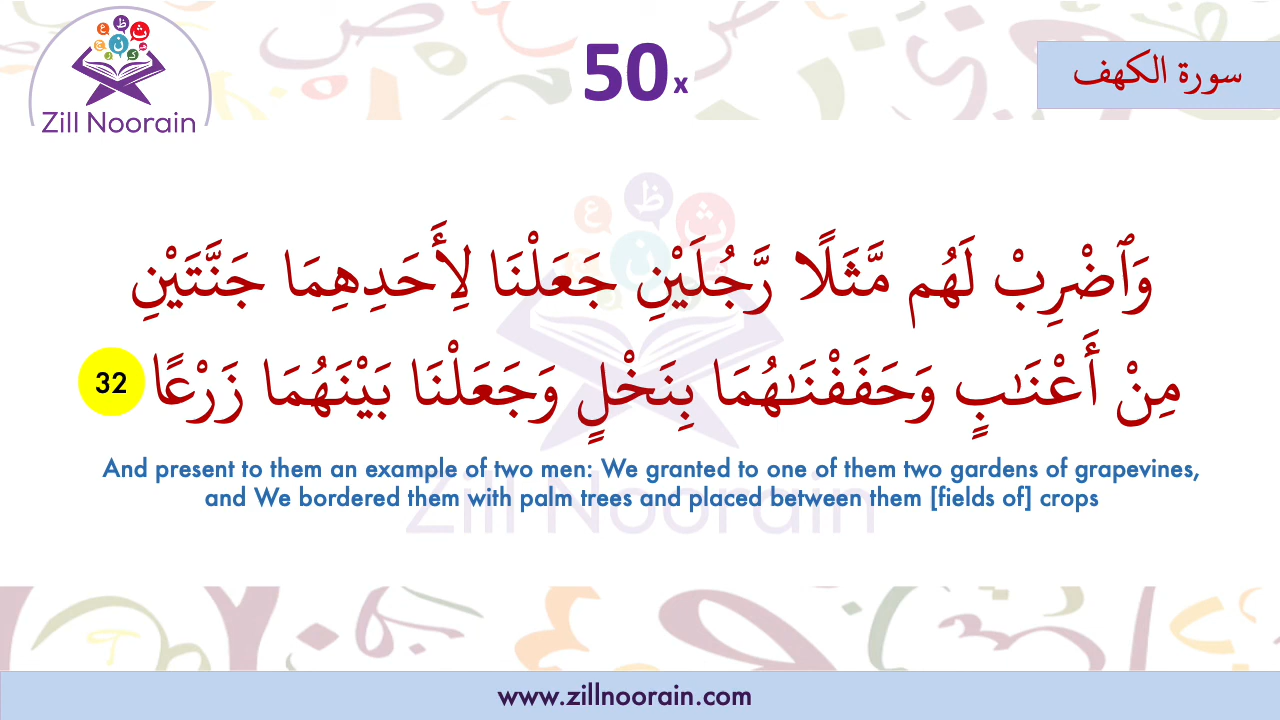 Zill Noorain
50x
سورة الكهف
وَٱضْرِبْ لَهُم مَّثَلًا رَّجُلَيْنِ جَعَلْنَا لِأَحَدِهِمَا جَنَّتَيْنِ
مِنْ أَعْنَـٰبٍ وَحَفَفْنَـٰهُمَا بِنَخْلٍ وَجَعَلْنَا بَيْنَهُمَا زَرْعًا 32
And present to them an example of two men: We granted to one of them two gardens of grapevines,
and We bordered them with palm trees and placed between them [fields of] crops
Zill Noorain
www.zillnoorain.com